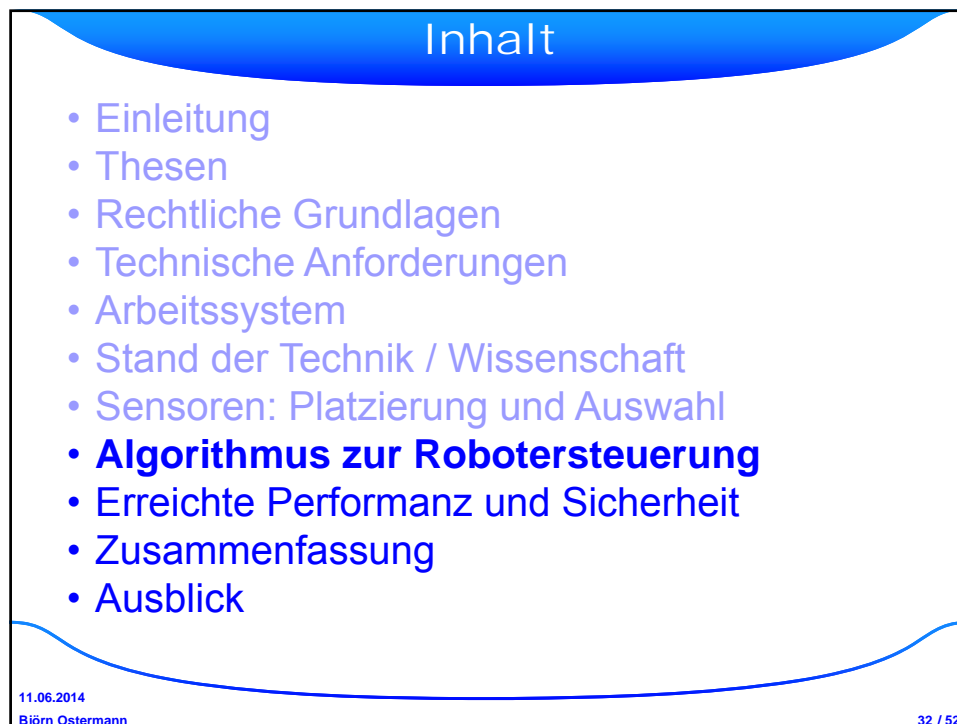 Inhalt
• Einleitung
• Thesen
• Rechtliche Grundlagen
• Technische Anforderungen
• Arbeitssystem
• Stand der Technik / Wissenschaft
• Sensoren: Platzierung und Auswahl
• Algorithmus zur Robotersteuerung
• Erreichte Performanz und Sicherheit
• Zusammenfassung
• Ausblick
11.06.2014
Björn Ostermann 32 / 52